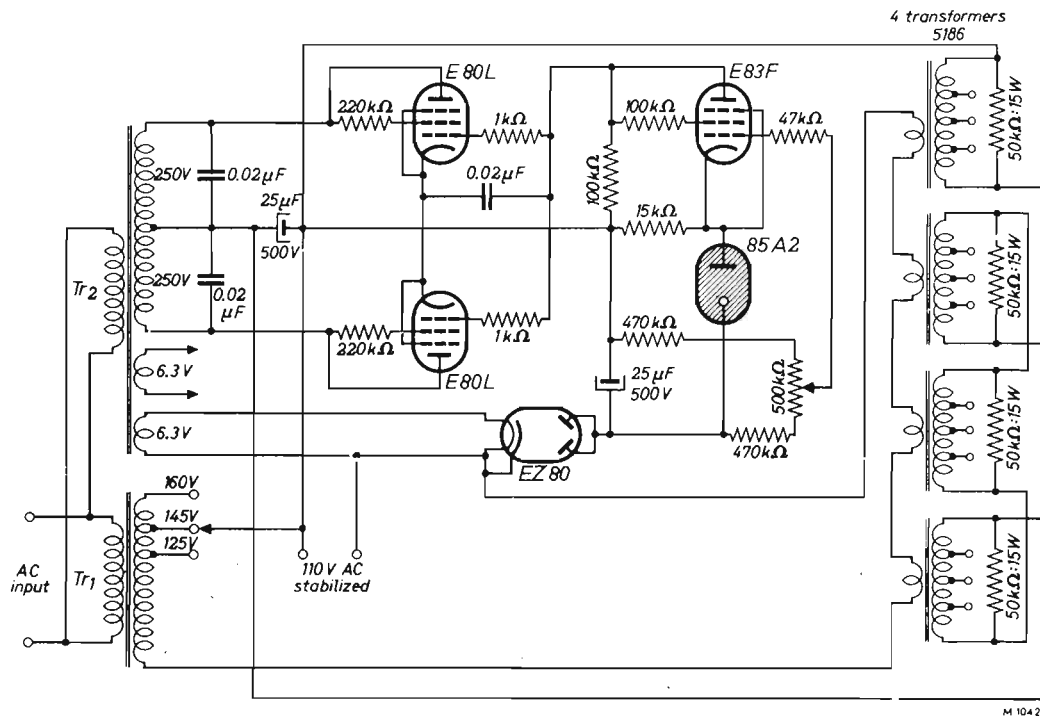 4 transformers
5186
E80L
E83F
220kΩ
1kΩ
100kΩ
47kΩ
50kΩ:15W
250V
0.02μF
25μF
500V
0.02μF
100kΩ
15kΩ
85A2
50kΩ:15W
Tr2
250V
0.02
μF
220kΩ
1kΩ
E80L
470kΩ
25μF
500V
500kΩ
470kΩ
50kΩ:15W
6.3V
6.3V
EZ80
160V
145V
125V
AC
input
Tr1
110V AC
stabilized
50kΩ:15W
M 1042